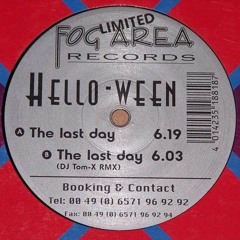 LIMITED
FOG AREA
RECORDS
HELLO-WEEN
A The last day 6.19
B The last day 6.03
(DJ Tom-X RMX)
4 014235 188187
Booking & Contact
Tel: 00 49 (0) 6571 96 92 92
Fax: 00 49 (0) 6571 96 94 92